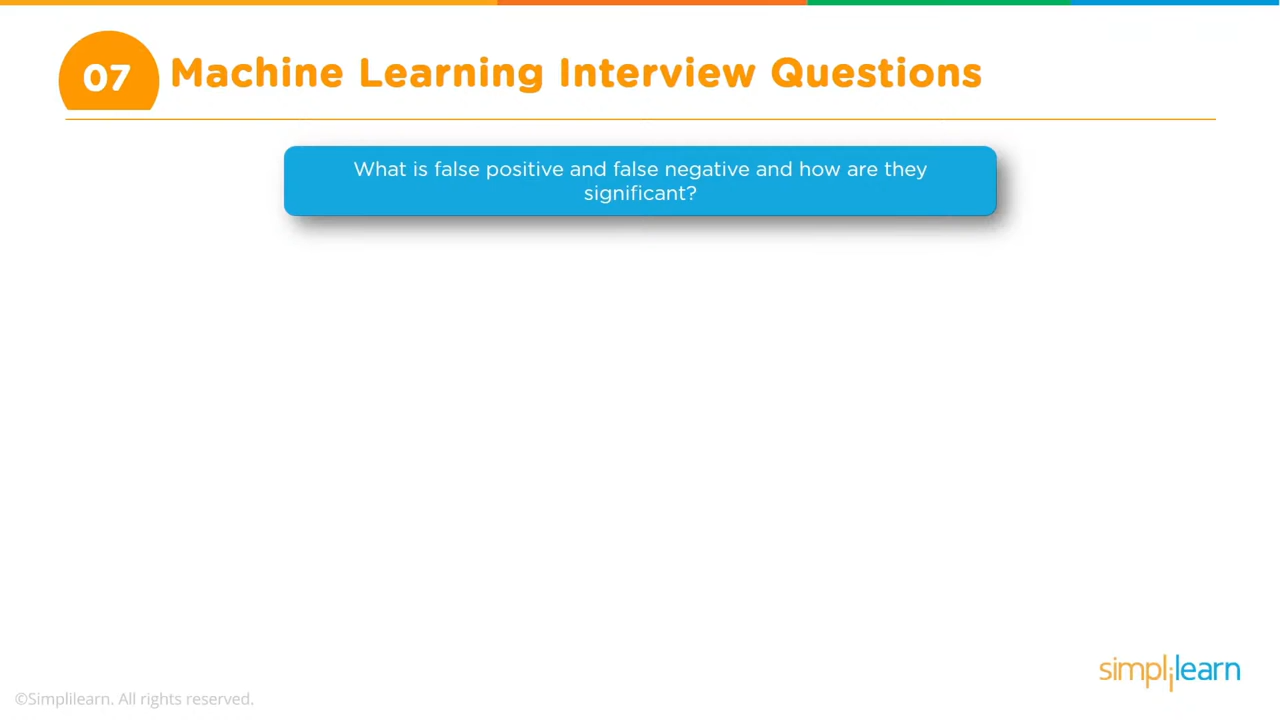 07
Machine Learning Interview Questions
What is false positive and false negative and how are they
significant?
simplilearn
©Simplilearn. All rights reserved.